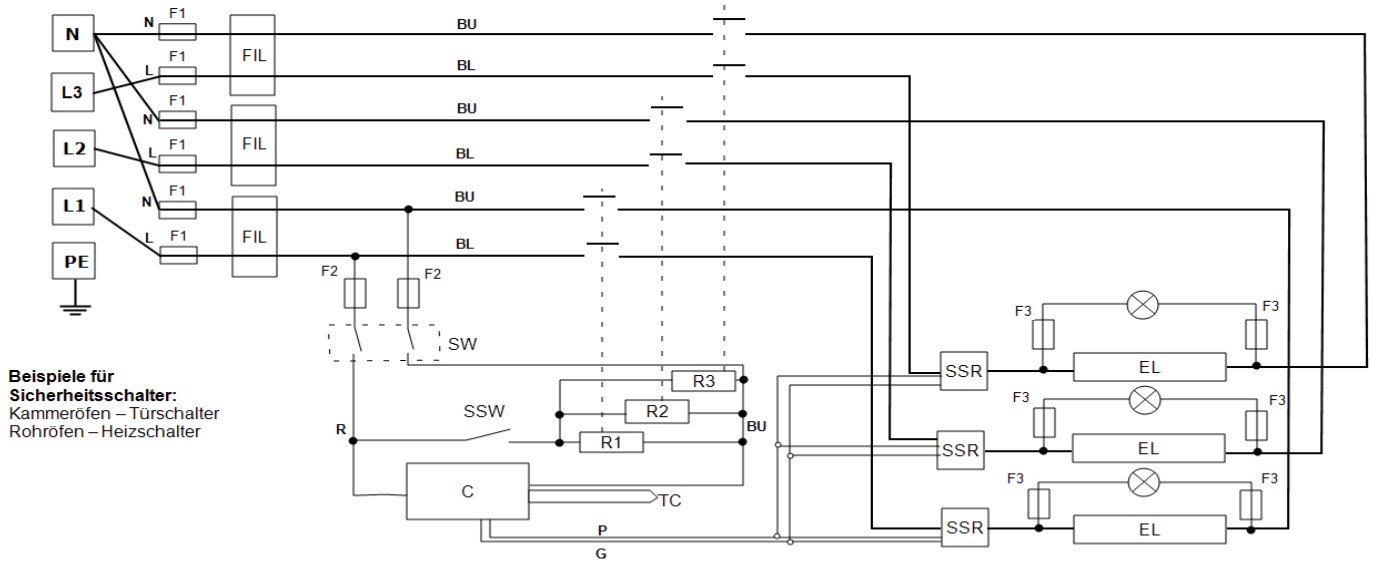 N
N
F1
FIL
BU
L3
L
F1
BL
N
F1
FIL
BU
L2
L
F1
BL
L1
N
F1
FIL
BU
L
F1
BL
PE
F2
F2
SW
Beispiele für
Sicherheitsschalter:
Kammeröfen – Türschalter
Rohröfen – Heizschalter
R
SSW
R3
R2
R1
BU
C
TC
P
G
F3
F3
SSR
EL
F3
F3
SSR
EL
F3
F3
SSR
EL